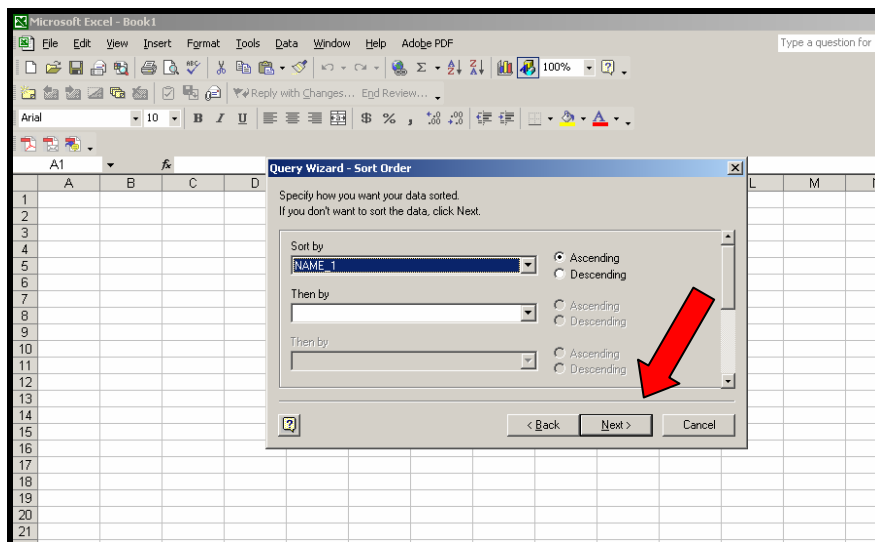 Microsoft Excel - Book1
File Edit View Insert Format Tools Data Window Help Adobe PDF Type a question for
100%
Reply with Changes... End Review...
Arial 10 B I U $ % ,
A1 fx
A B C D L M
Query Wizard - Sort Order
Specify how you want your data sorted.
If you don't want to sort the data, click Next.
Sort by
NAME_1
Ascending
Descending
Then by
Ascending
Descending
Then by
Ascending
Descending
< Back Next > Cancel
1
2
3
4
5
6
7
8
9
10
11
12
13
14
15
16
17
18
19
20
21